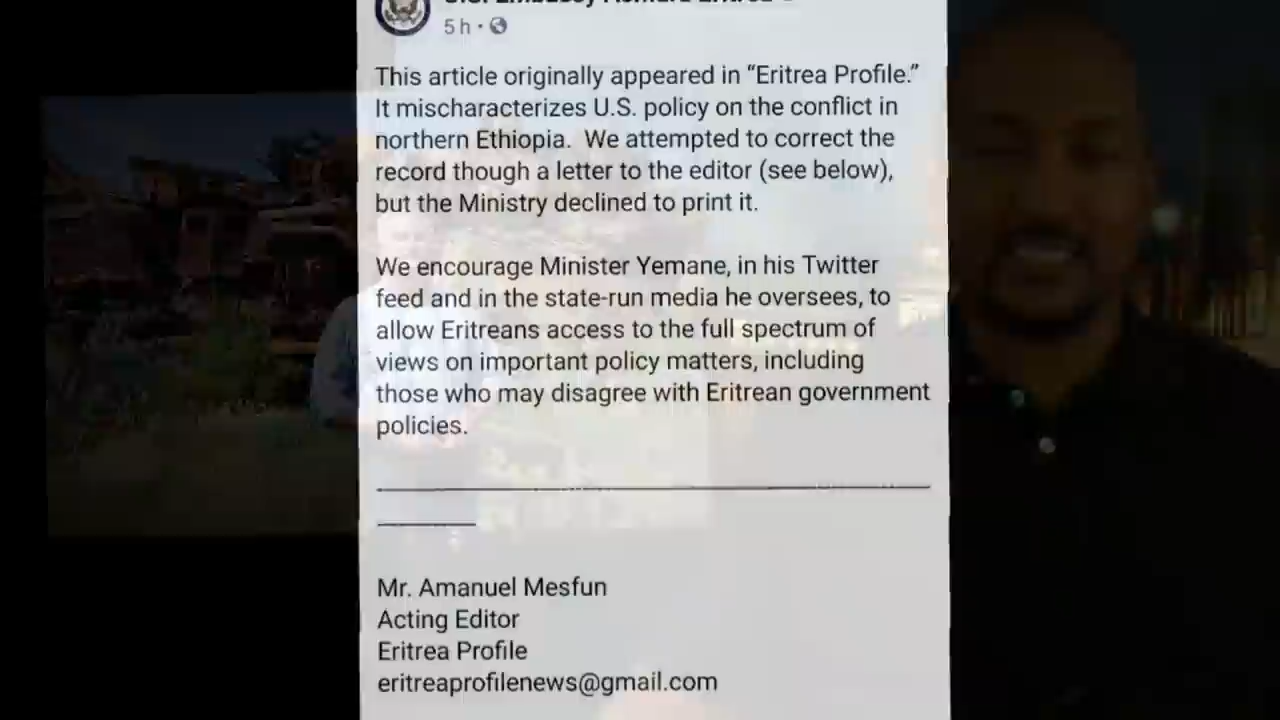 5 h ·
This article originally appeared in “Eritrea Profile.”
It mischaracterizes U.S. policy on the conflict in
northern Ethiopia. We attempted to correct the
record though a letter to the editor (see below),
but the Ministry declined to print it.
We encourage Minister Yemane, in his Twitter
feed and in the state-run media he oversees, to
allow Eritreans access to the full spectrum of
views on important policy matters, including
those who may disagree with Eritrean government
policies.
Mr. Amanuel Mesfun
Acting Editor
Eritrea Profile
eritreaprofilenews@gmail.com